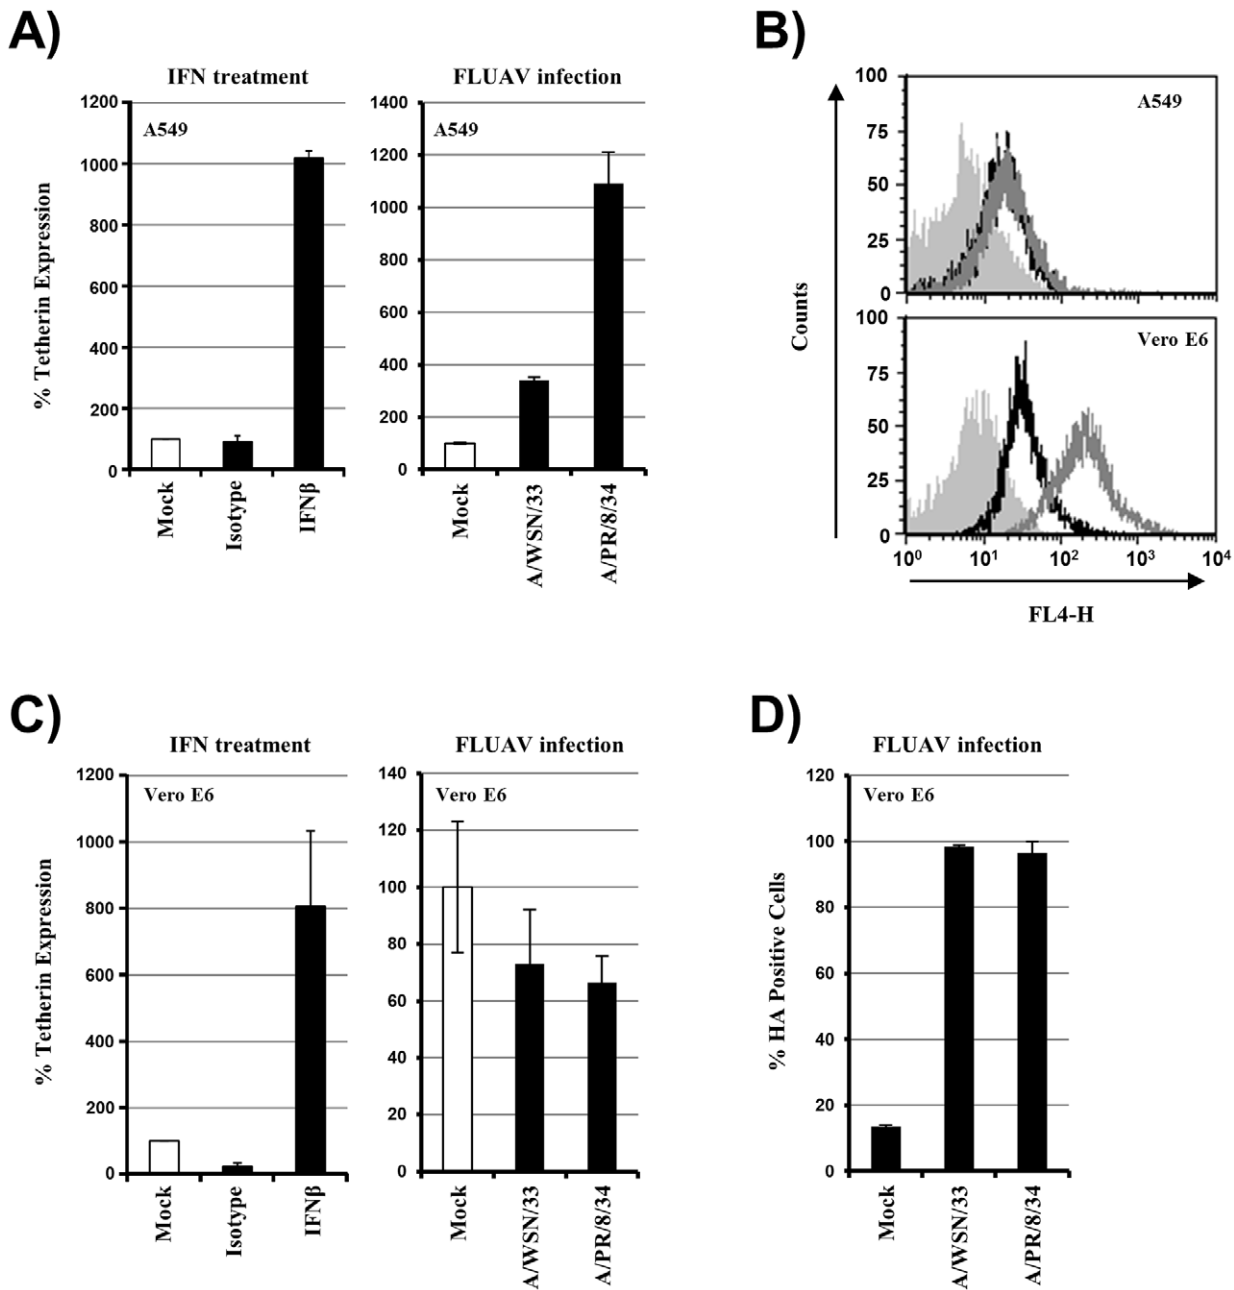 A)
IFN treatment
FLUAV infection
% Tetherin Expression
1200
1000
800
600
400
200
0
A549
Mock
Isotype
IFNβ
1400
1200
1000
800
600
400
200
0
A549
Mock
A/WSN/33
A/PR/8/34
B)
Counts
100
75
50
25
0
A549
100
75
50
25
0
Vero E6
10⁰ 10¹ 10² 10³ 10⁴
FL4-H
C)
IFN treatment
FLUAV infection
% Tetherin Expression
1200
1000
800
600
400
200
0
Vero E6
Mock
Isotype
IFNβ
140
120
100
80
60
40
20
0
Vero E6
Mock
A/WSN/33
A/PR/8/34
D)
FLUAV infection
% HA Positive Cells
120
100
80
60
40
20
0
Vero E6
Mock
A/WSN/33
A/PR/8/34